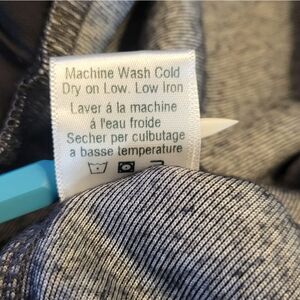 Machine Wash Cold
Dry on Low. Low Iron
Laver á la machine
á l'eau froide
Secher per culbutage
a basse temperature